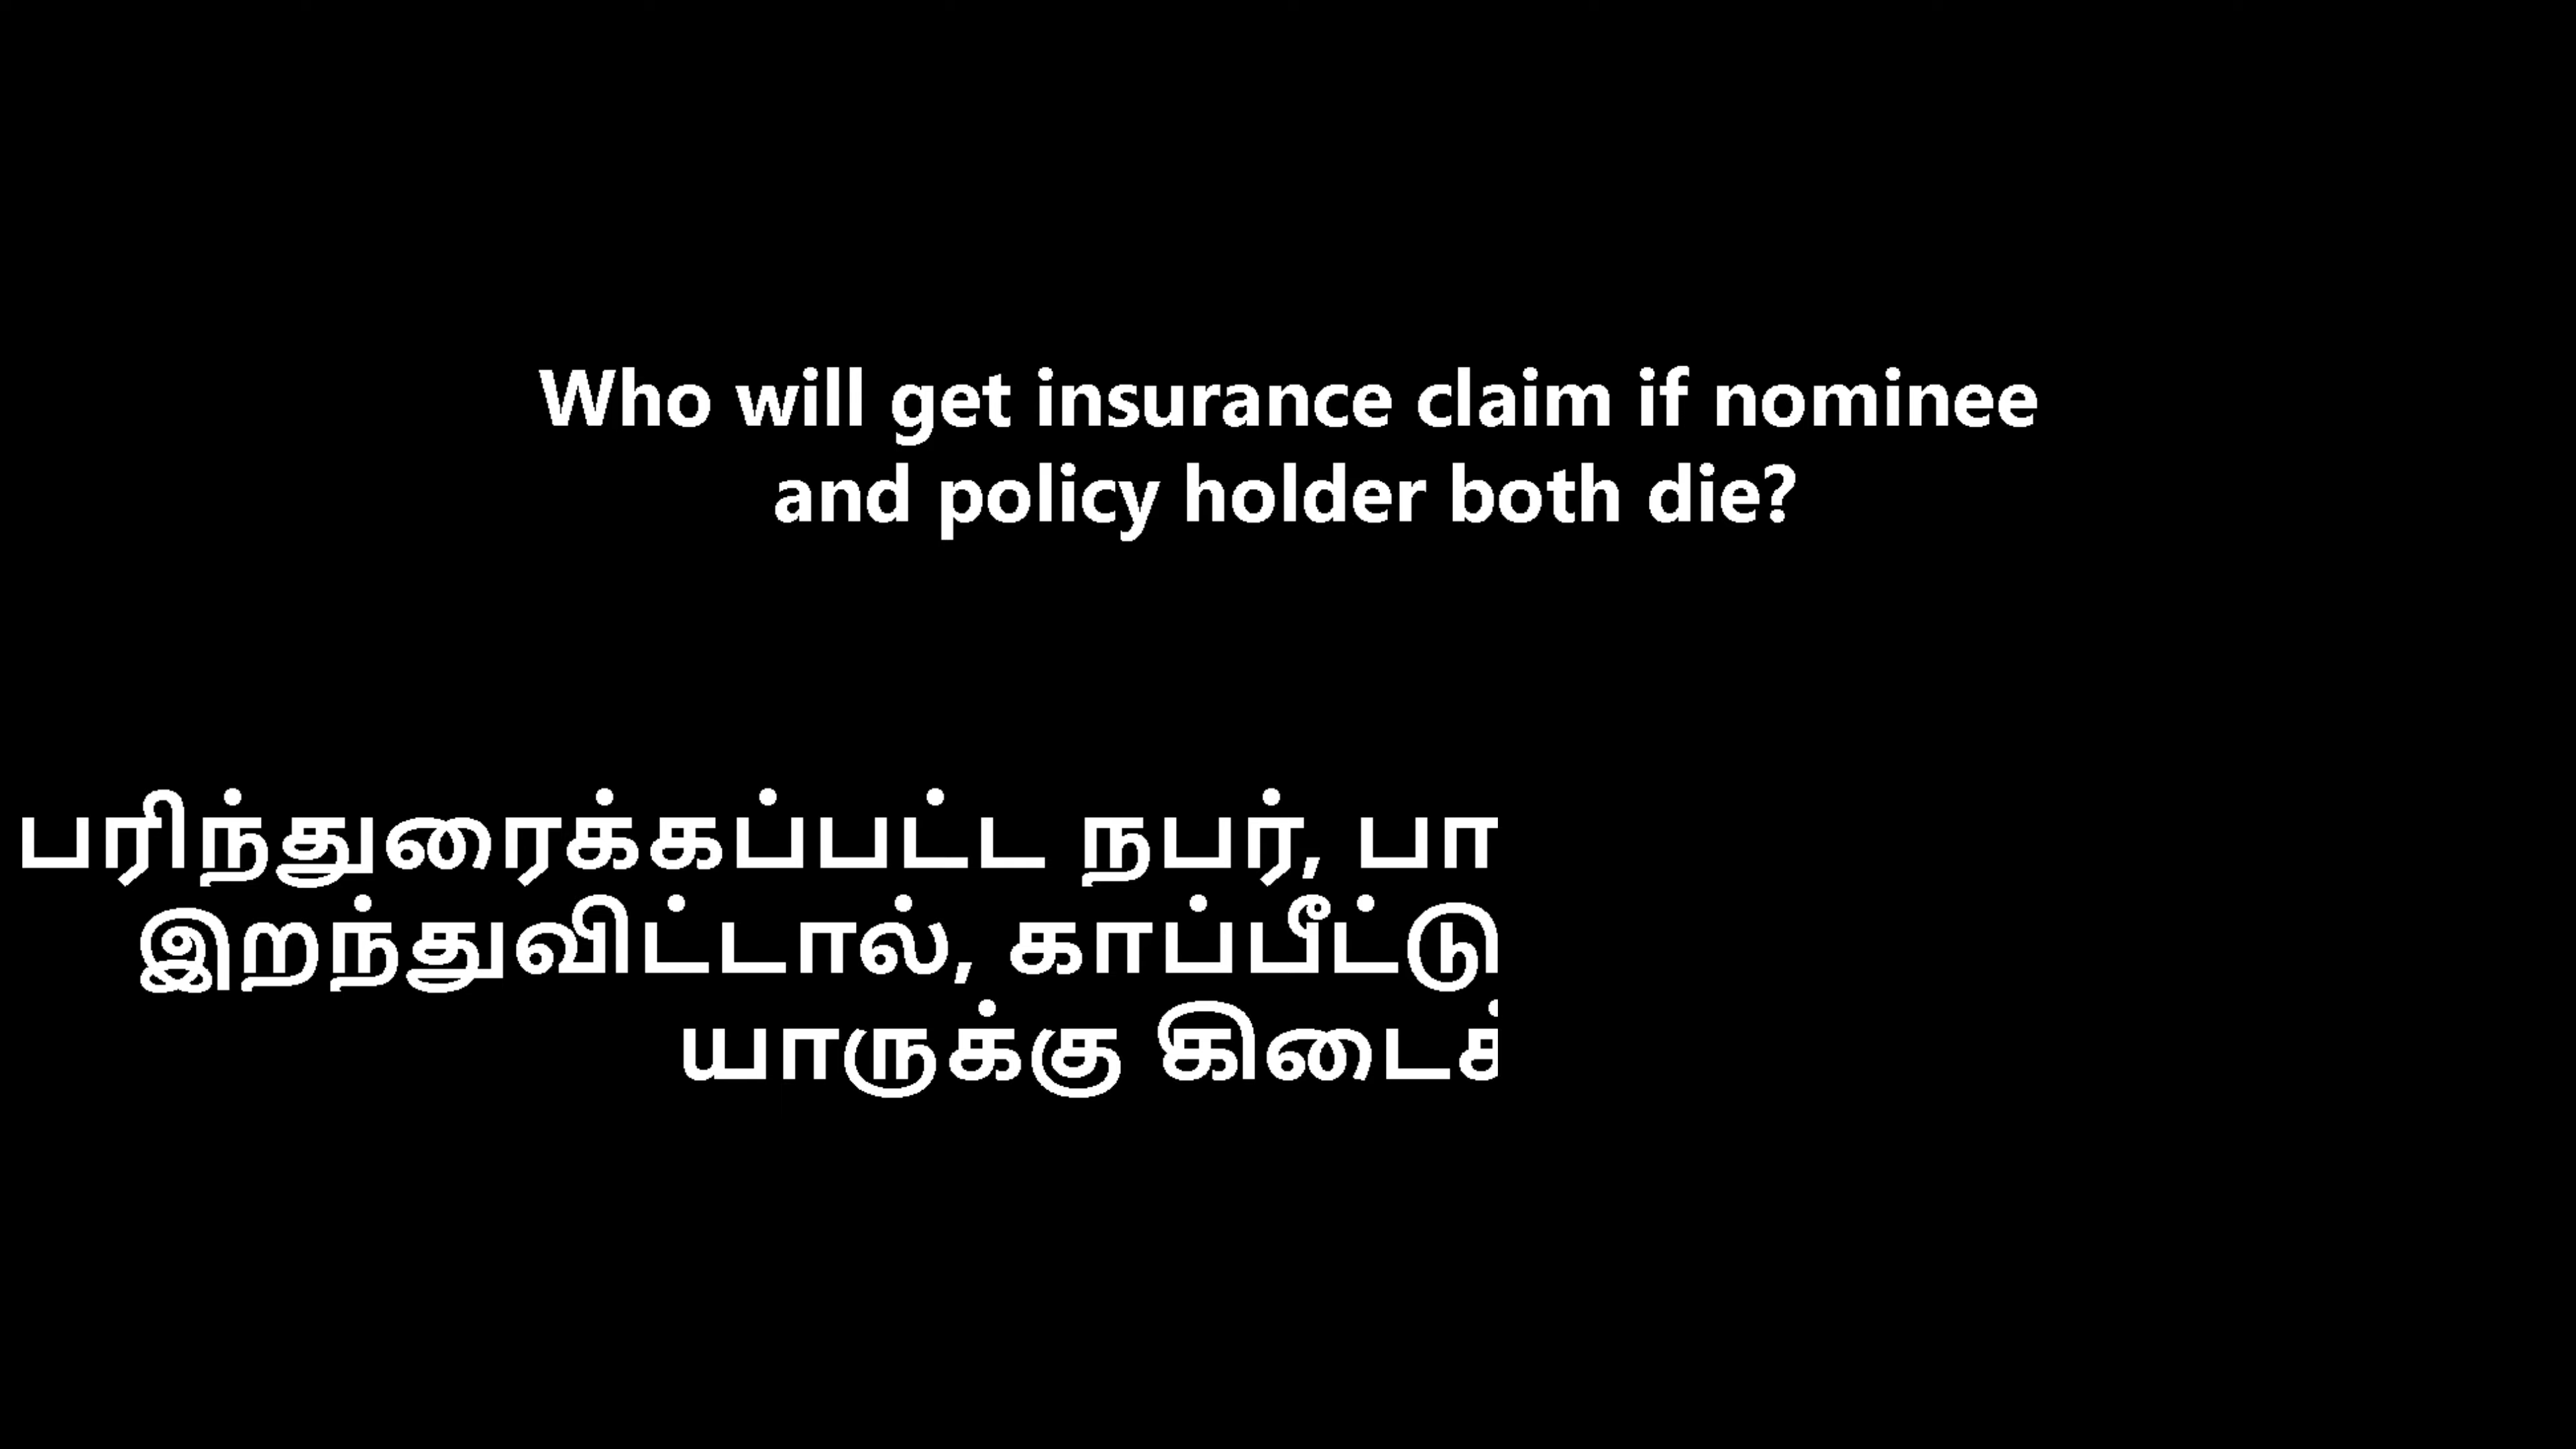 Who will get insurance claim if nominee
and policy holder both die?
பரிந்துரைக்கப்பட்ட நபர்,
இறந்துவிட்டால், காப்பீட்டு
யாருக்கு